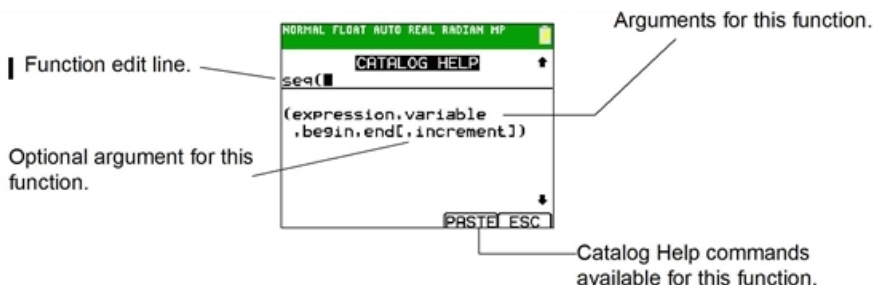 Arguments for this function.
NORMAL FLOAT AUTO REAL RADIAN MP
Function edit line.
CATALOG HELP
seq(
(expression,variable
,begin,end[,increment])
Optional argument for this
function.
PASTE ESC
Catalog Help commands
available for this function.